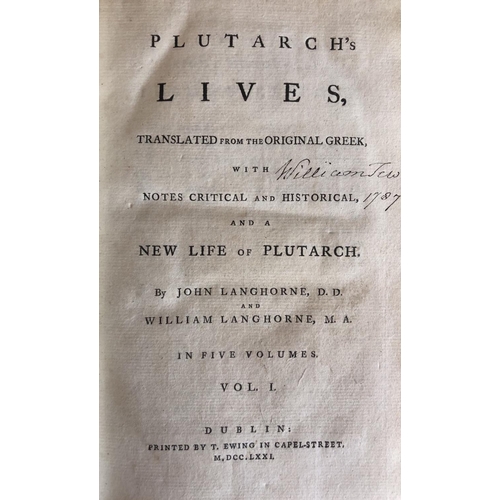 PLUTARCH's
LIVES,
TRANSLATED FROM THE ORIGINAL GREEK,
WITH
William
NOTES CRITICAL AND HISTORICAL, 1787
AND A
NEW LIFE OF PLUTARCH.
By JOHN LANGHORNE, D. D.
AND
WILLIAM LANGHORNE, M. A.
IN FIVE VOLUMES.
VOL. I.
DUBLIN:
PRINTED BY T. EWING IN CAPEL-STREET.
M,DCC.LXXI.